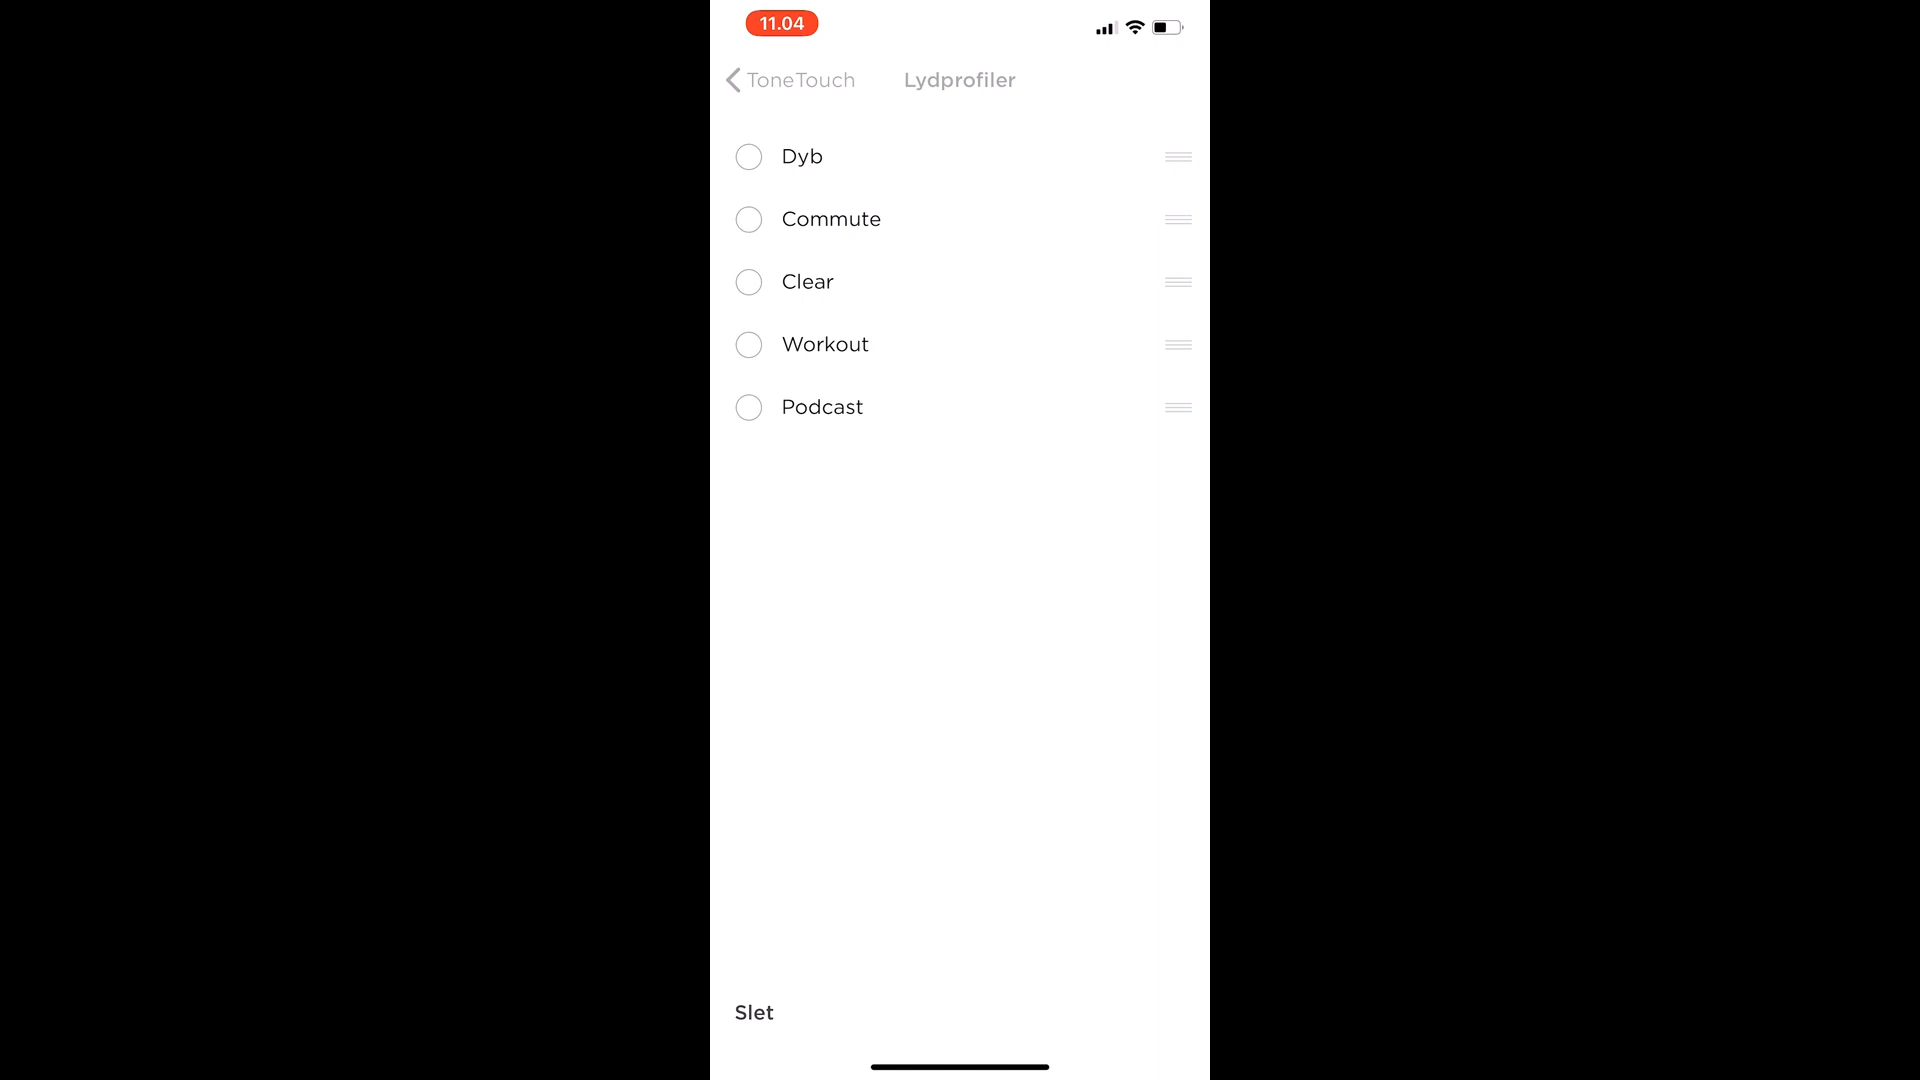 11.04
ToneTouch
Lydprofiler
Dyb
Commute
Clear
Workout
Podcast
Slet